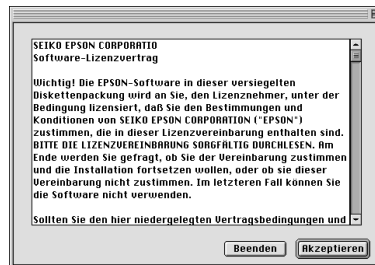 SEIKO EPSON CORPORATIO
Software-Lizenzvertrag
Wichtig! Die EPSON-Software in dieser versiegelten
Diskettenpackung wird an Sie, den Lizenznehmer, unter der
Bedingung lizensiert, daß Sie den Bestimmungen und
Konditionen von SEIKO EPSON CORPORATION ("EPSON")
zustimmen, die in dieser Lizenzvereinbarung enthalten sind.
BITTE DIE LIZENZVEREINBARUNG SORGFÄLTIG DURCHLESEN. Am
Ende werden Sie gefragt, ob Sie der Vereinbarung zustimmen
und die Installation fortsetzen wollen, oder ob sie dieser
Vereinbarung nicht zustimmen. Im letzteren Fall können Sie
die Software nicht verwenden.
Sollten Sie den hier niedergelegten Vertragsbedingungen und
Beenden
Akzeptieren